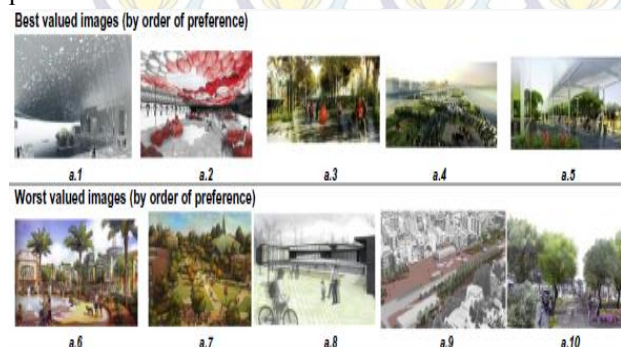 Best valued images (by order of preference)
a.1 a.2 a.3 a.4 a.5
Worst valued images (by order of preference)
a.6 a.7 a.8 a.9 a.10